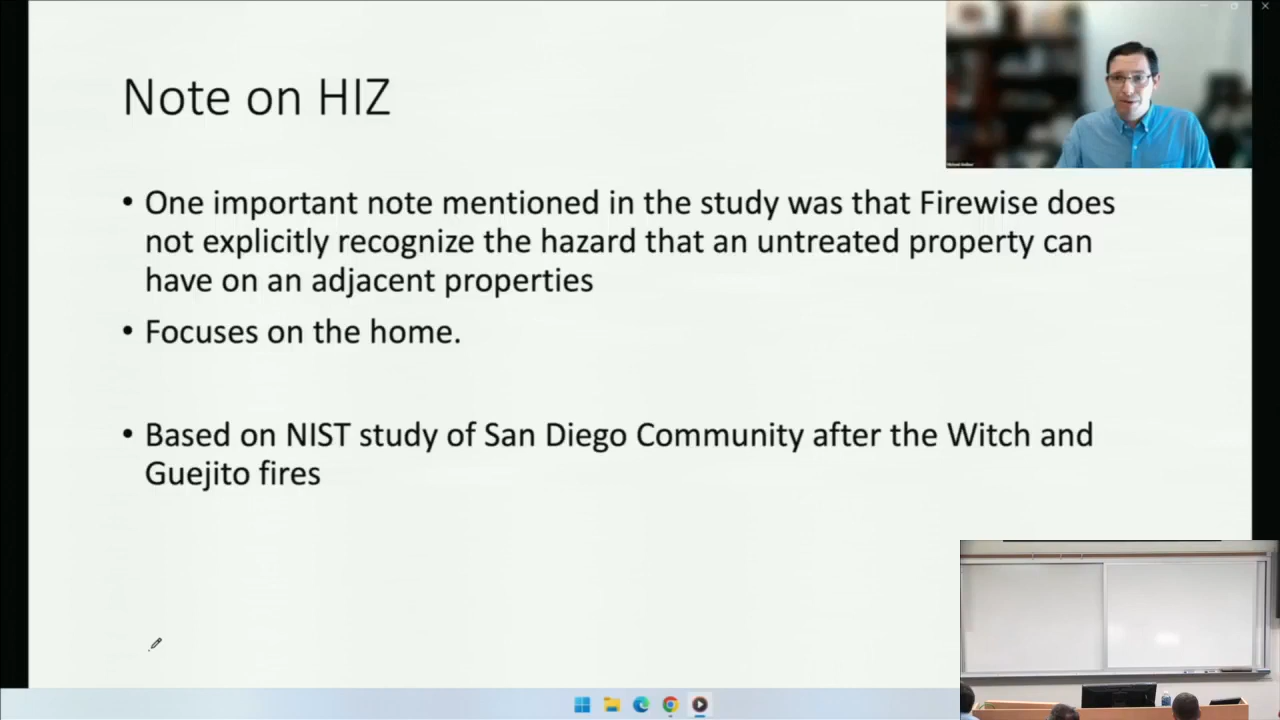 Note on HIZ
• One important note mentioned in the study was that Firewise does
not explicitly recognize the hazard that an untreated property can
have on an adjacent properties
• Focuses on the home.
• Based on NIST study of San Diego Community after the Witch and
Guejito fires